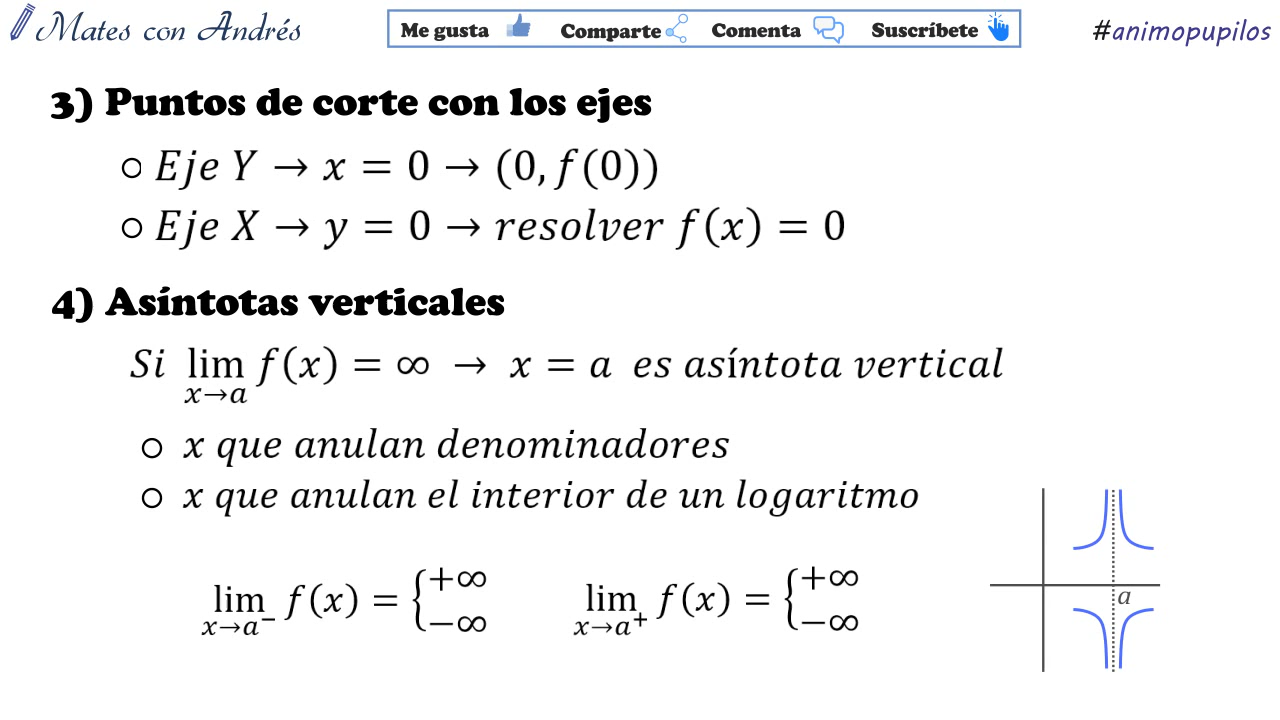 Mates con Andrés
Me gusta Comparte Comenta Suscríbete
#animopupilos
3) Puntos de corte con los ejes
○ Eje Y → x = 0 → (0, f(0))
○ Eje X → y = 0 → resolver f(x) = 0
4) Asíntotas verticales
Si lim x→a f(x) = ∞ → x = a es asíntota vertical
○ x que anulan denominadores
○ x que anulan el interior de un logaritmo
lim x→a⁻ f(x) = { +∞ −∞ lim x→a⁺ f(x) = { +∞ −∞
a